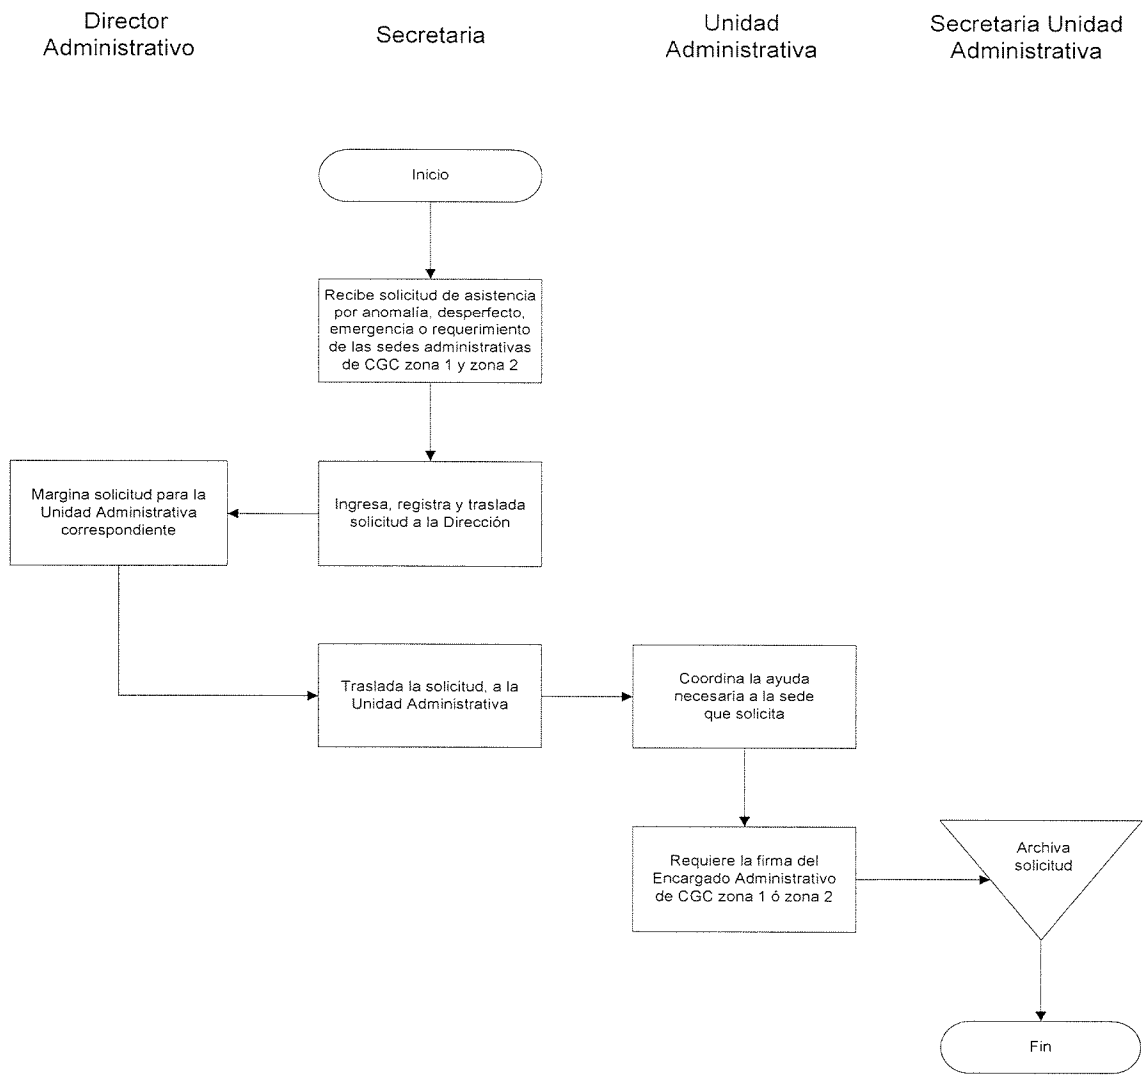 Director
Administrativo
Secretaria
Unidad
Administrativa
Secretaria Unidad
Administrativa
Inicio
Recibe solicitud de asistencia
por anomalía, desperfecto,
emergencia o requerimiento
de las sedes administrativas
de CGC zona 1 y zona 2
Margina solicitud para la
Unidad Administrativa
correspondiente
Ingresa, registra y traslada
solicitud a la Dirección
Traslada la solicitud, a la
Unidad Administrativa
Coordina la ayuda
necesaria a la sede
que solicita
Requiere la firma del
Encargado Administrativo
de CGC zona 1 ó zona 2
Archiva
solicitud
Fin